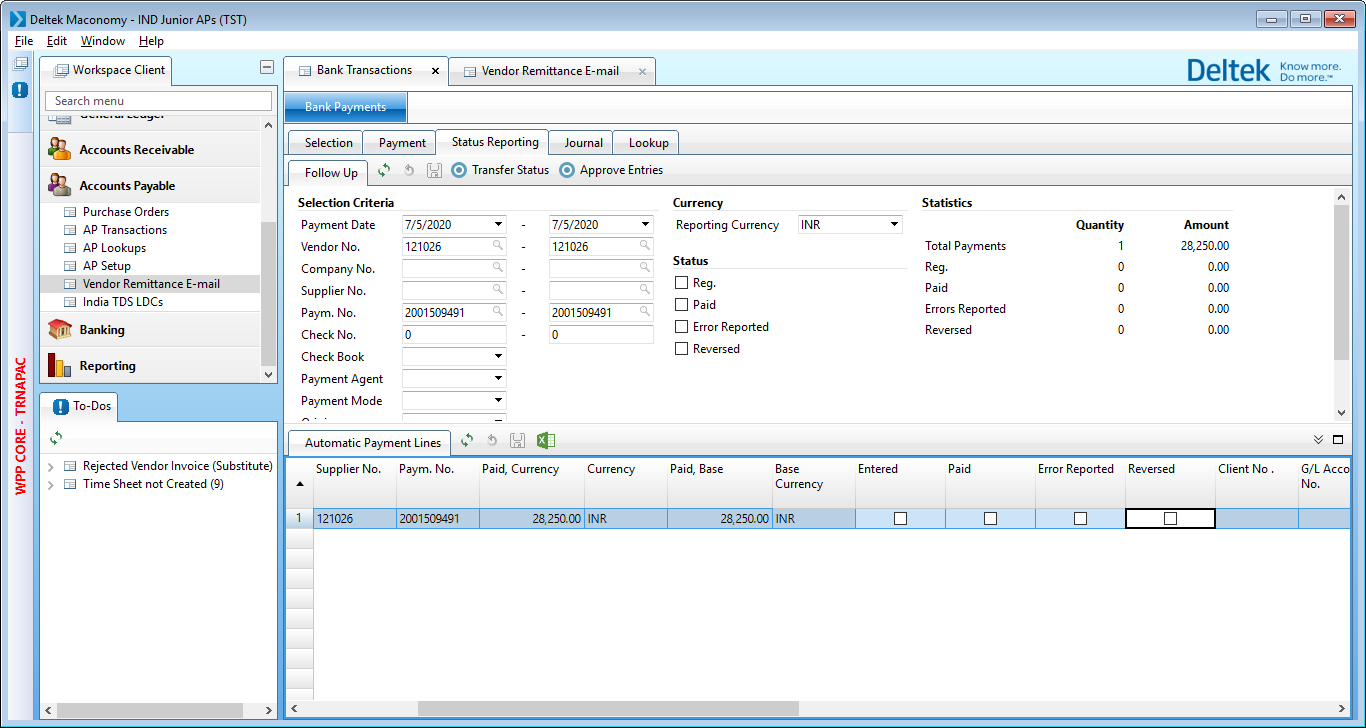 Deltek Maconomy - IND Junior APs (TST)
File Edit Window Help
Workspace Client
Search menu
General Ledger
Accounts Receivable
Accounts Payable
Purchase Orders
AP Transactions
AP Lookups
AP Setup
Vendor Remittance E-mail
India TDS LDCs
Banking
Reporting
To-Dos
Rejected Vendor Invoice (Substitute)
Time Sheet not Created (9)
WPP CORE - TRNAPAC
Bank Transactions Vendor Remittance E-mail
Deltek Know more.
Do more.™
Bank Payments
Selection Payment Status Reporting Journal Lookup
Follow Up Transfer Status Approve Entries
Selection Criteria
Payment Date 7/5/2020 - 7/5/2020
Vendor No. 121026 - 121026
Company No. -
Supplier No. -
Paym. No. 2001509491 - 2001509491
Check No. 0 - 0
Check Book
Payment Agent
Payment Mode
Currency
Reporting Currency INR
Status
Reg.
Paid
Error Reported
Reversed
Statistics
Quantity Amount
Total Payments 1 28,250.00
Reg. 0 0.00
Paid 0 0.00
Errors Reported 0 0.00
Reversed 0 0.00
Automatic Payment Lines
Supplier No. Paym. No. Paid, Currency Currency Paid, Base Base Currency Entered Paid Error Reported Reversed Client No . G/L Acco No.
1 121026 2001509491 28,250.00 INR 28,250.00 INR